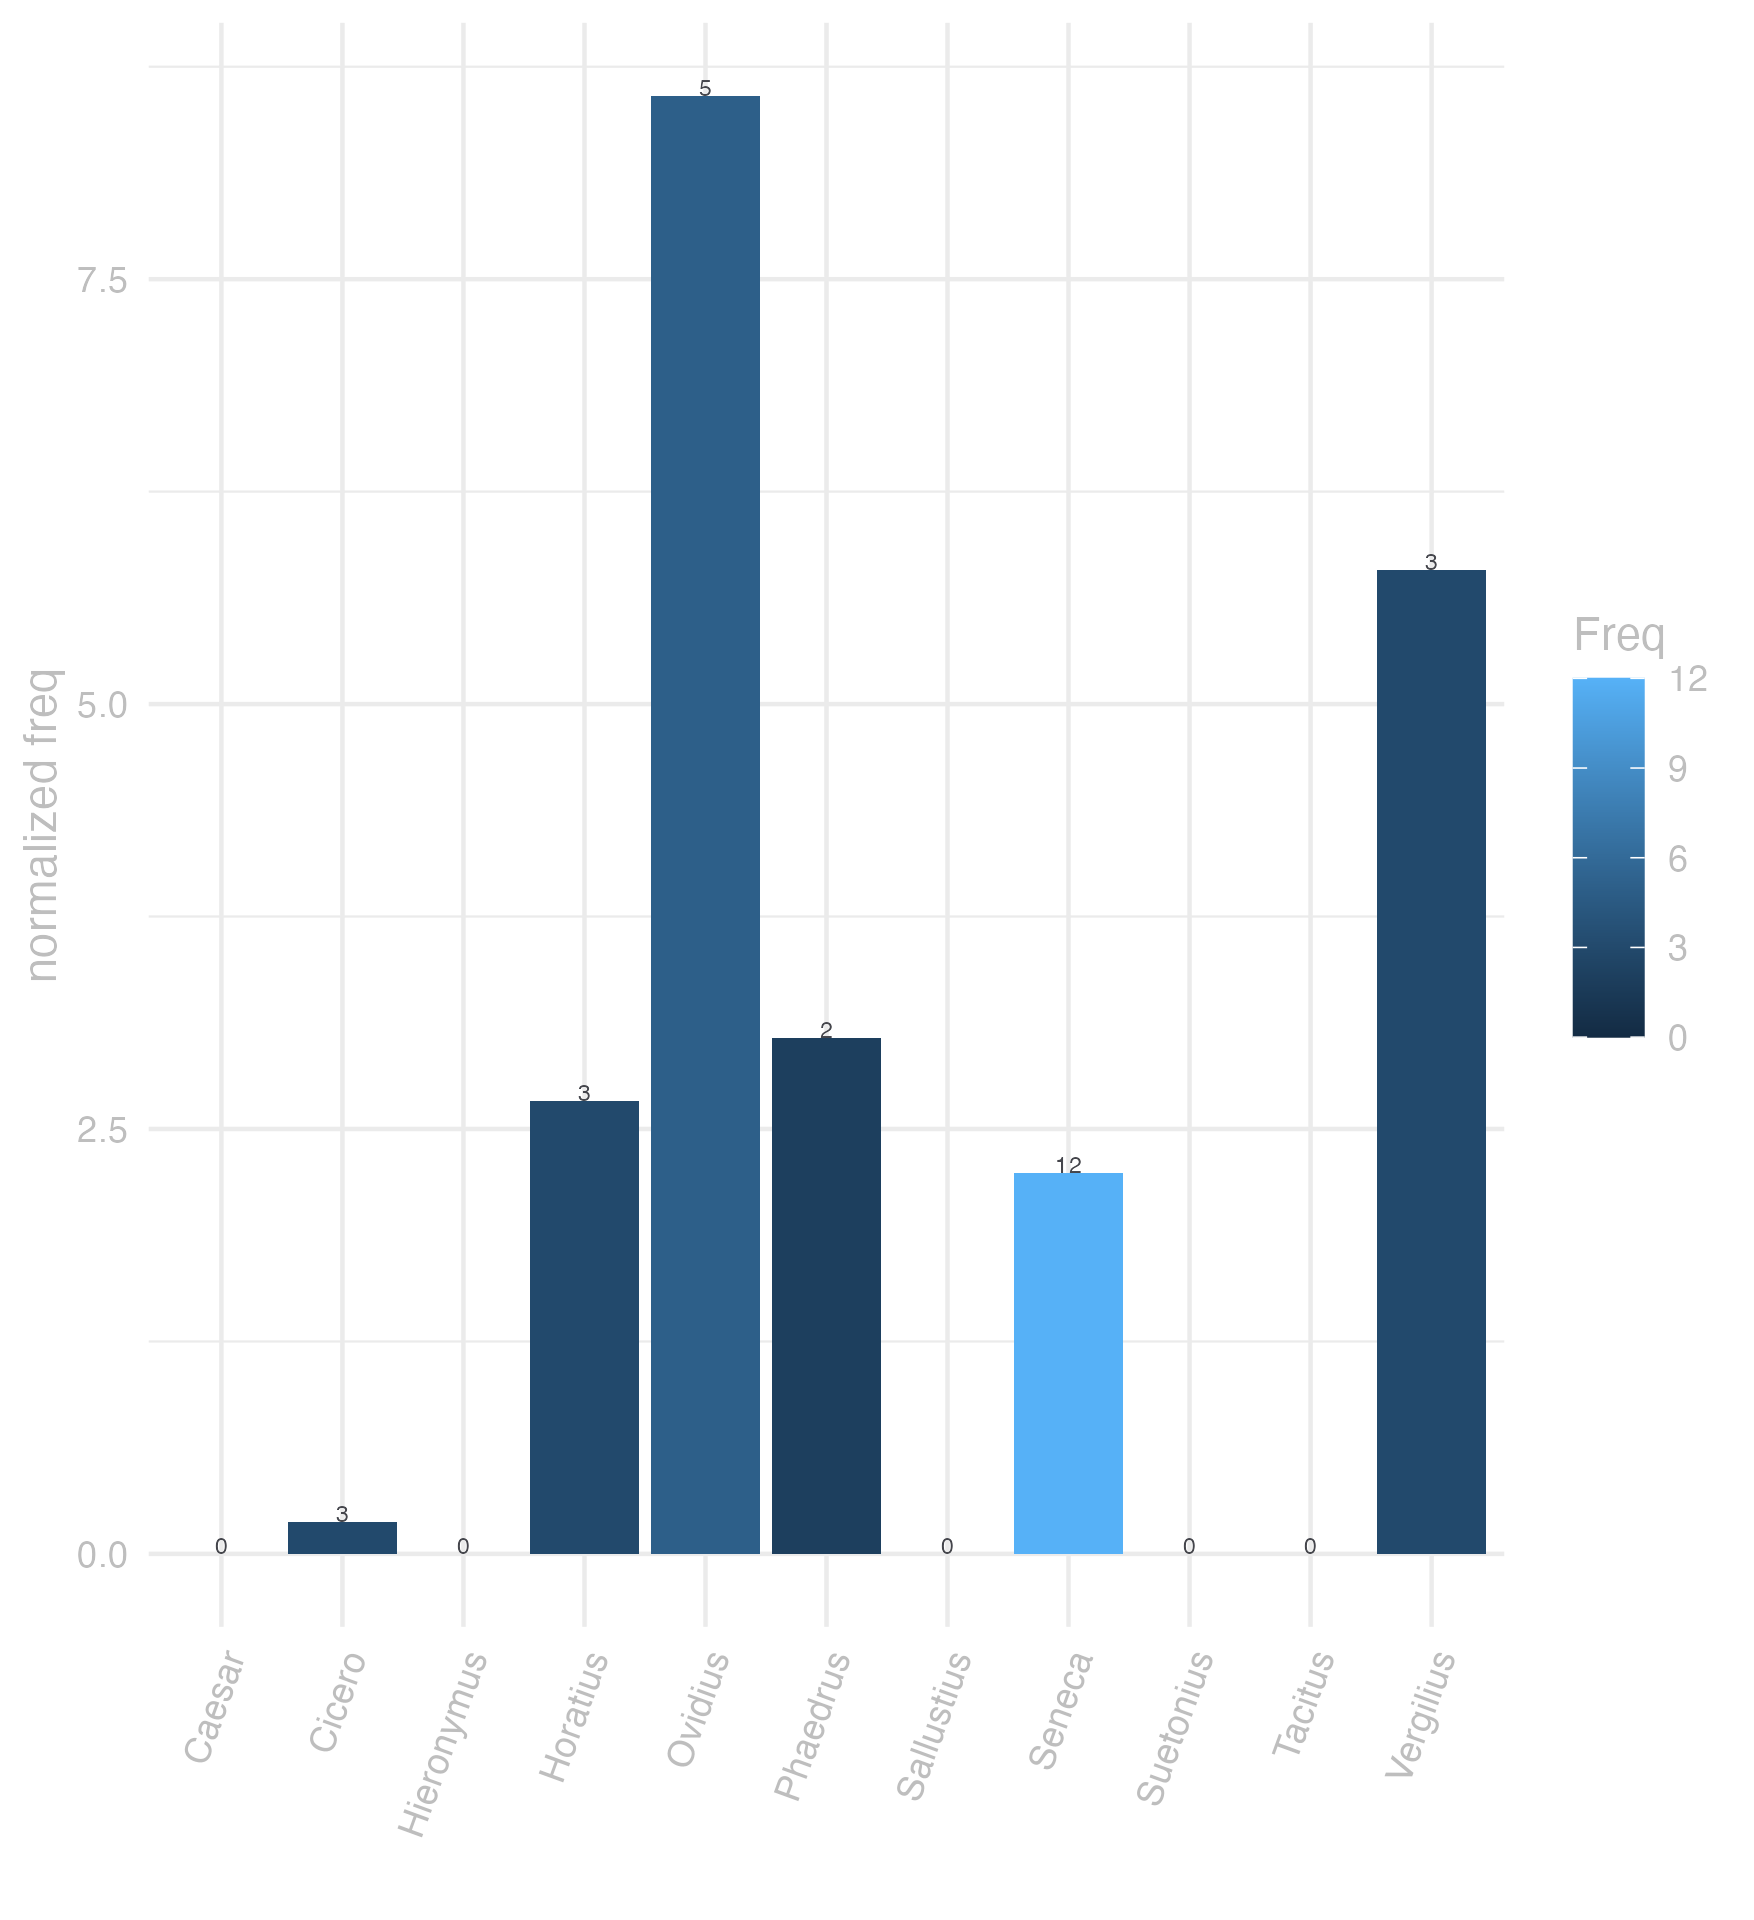 normalized freq
7.5
5.0
2.5
0.0
0
3
0
3
5
2
0
12
0
0
3
Caesar
Cicero
Hieronymus
Horatius
Ovidius
Phaedrus
Sallustius
Seneca
Suetonius
Tacitus
Vergilius
Freq
12
9
6
3
0